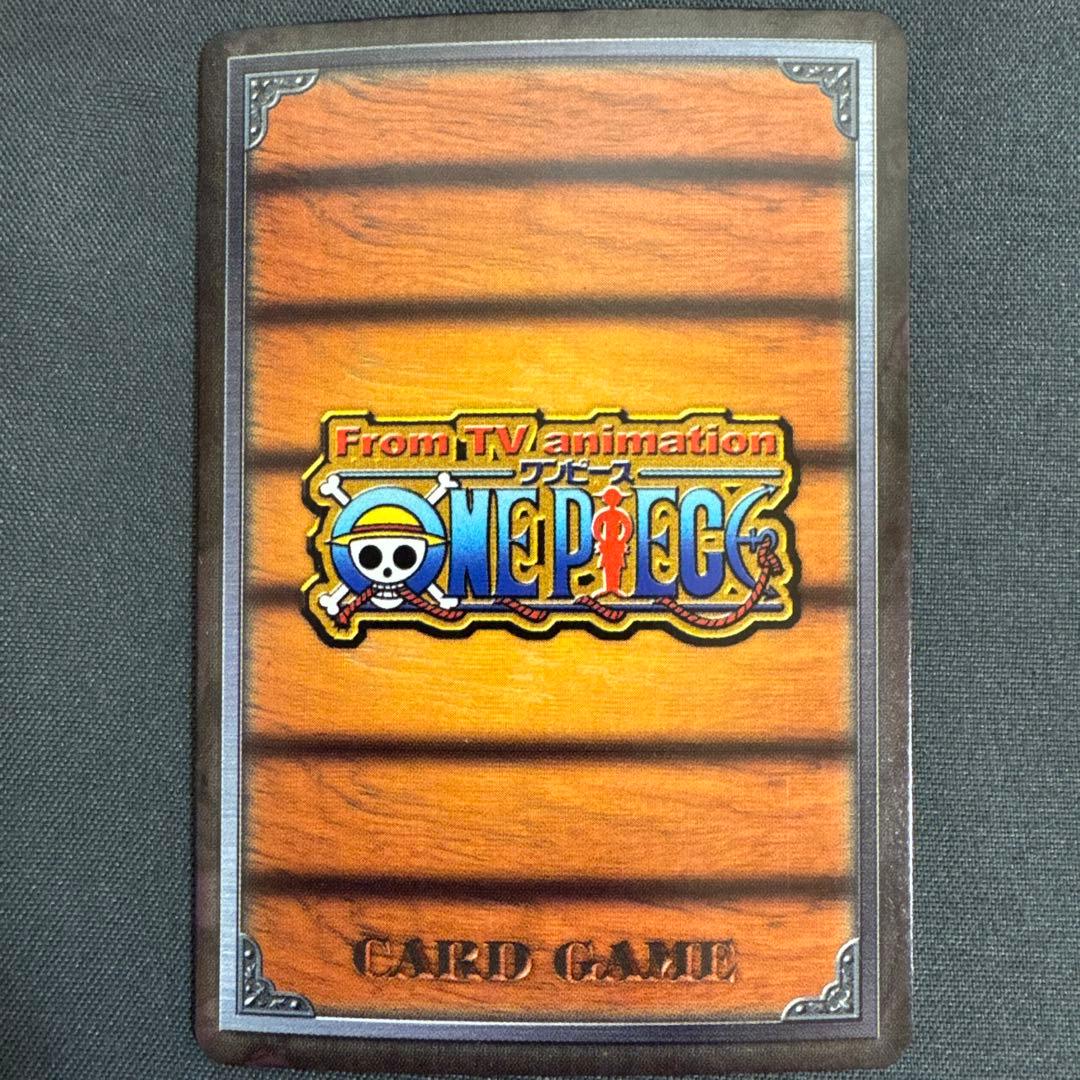 From TV animation
ワンピース
ONE PIECE
CARD GAME